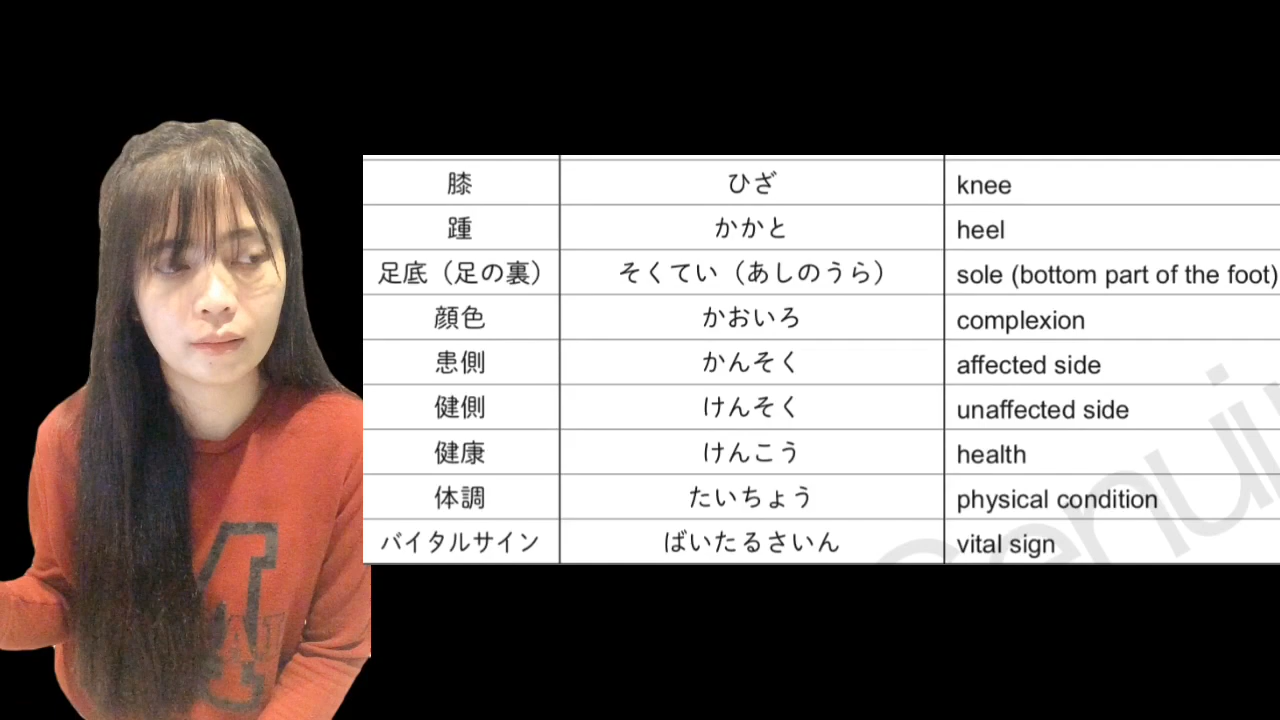 膝 ひざ knee
踵 かかと heel
足底（足の裏） そくてい（あしのうら） sole (bottom part of the foot)
顔色 かおいろ complexion
患側 かんそく affected side
健側 けんそく unaffected side
健康 けんこう health
体調 たいちょう physical condition
バイタルサイン ばいたるさいん vital sign